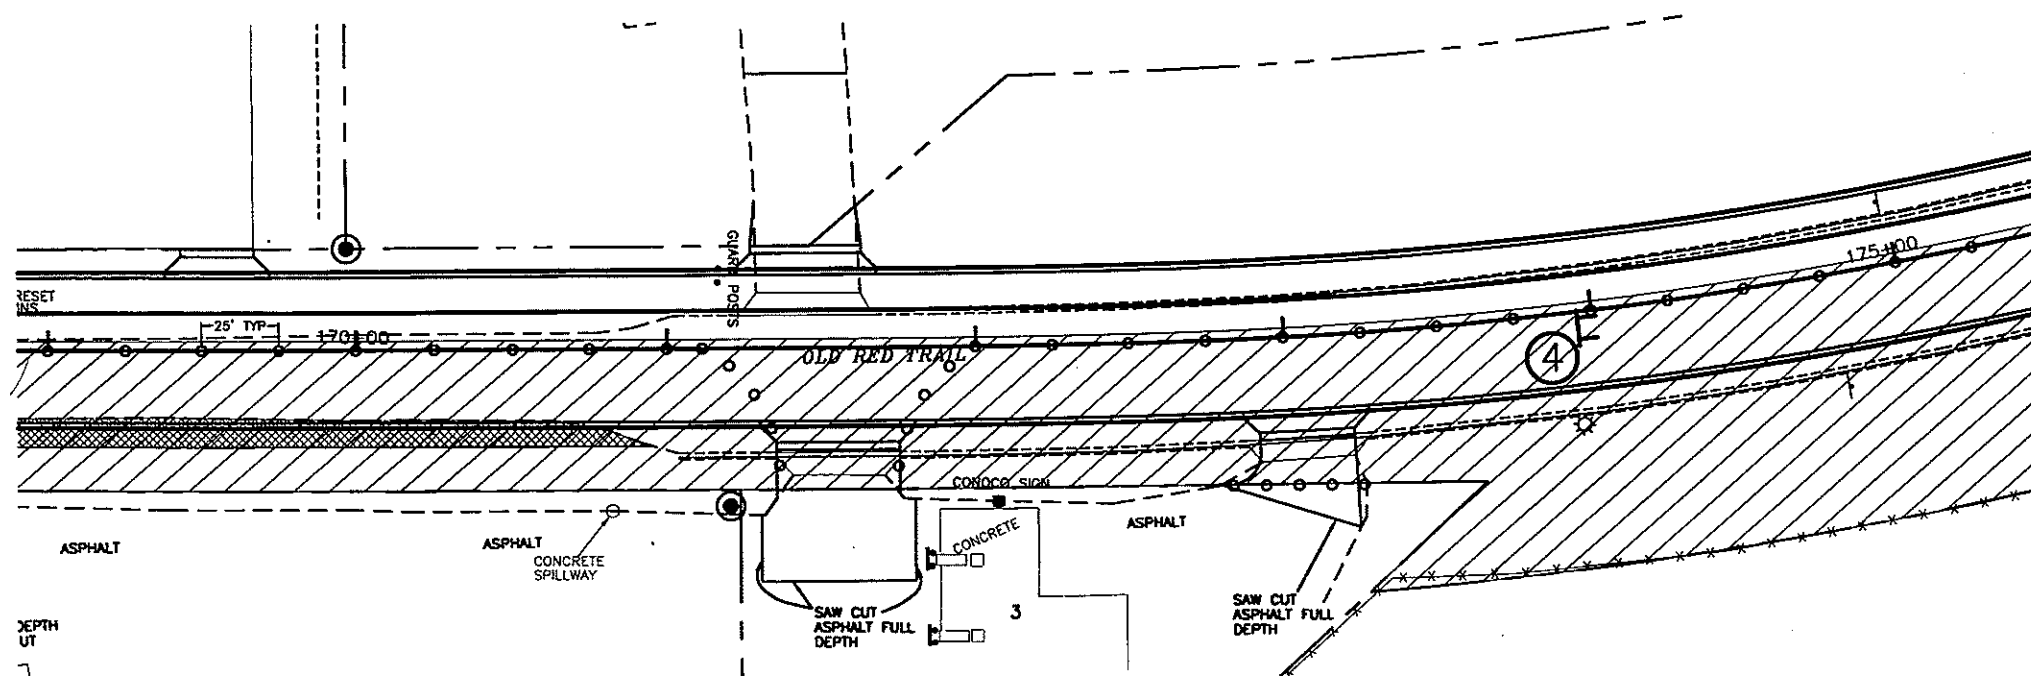 GUARD POSTS
175+00
RESET
25' TYP
170+00
OLD RED TRAIL
4
CONOCO SIGN
ASPHALT
ASPHALT
ASPHALT
CONCRETE
CONCRETE
SPILLWAY
SAW CUT
ASPHALT FULL
DEPTH
3
SAW CUT
ASPHALT FULL
DEPTH
DEPTH
UT